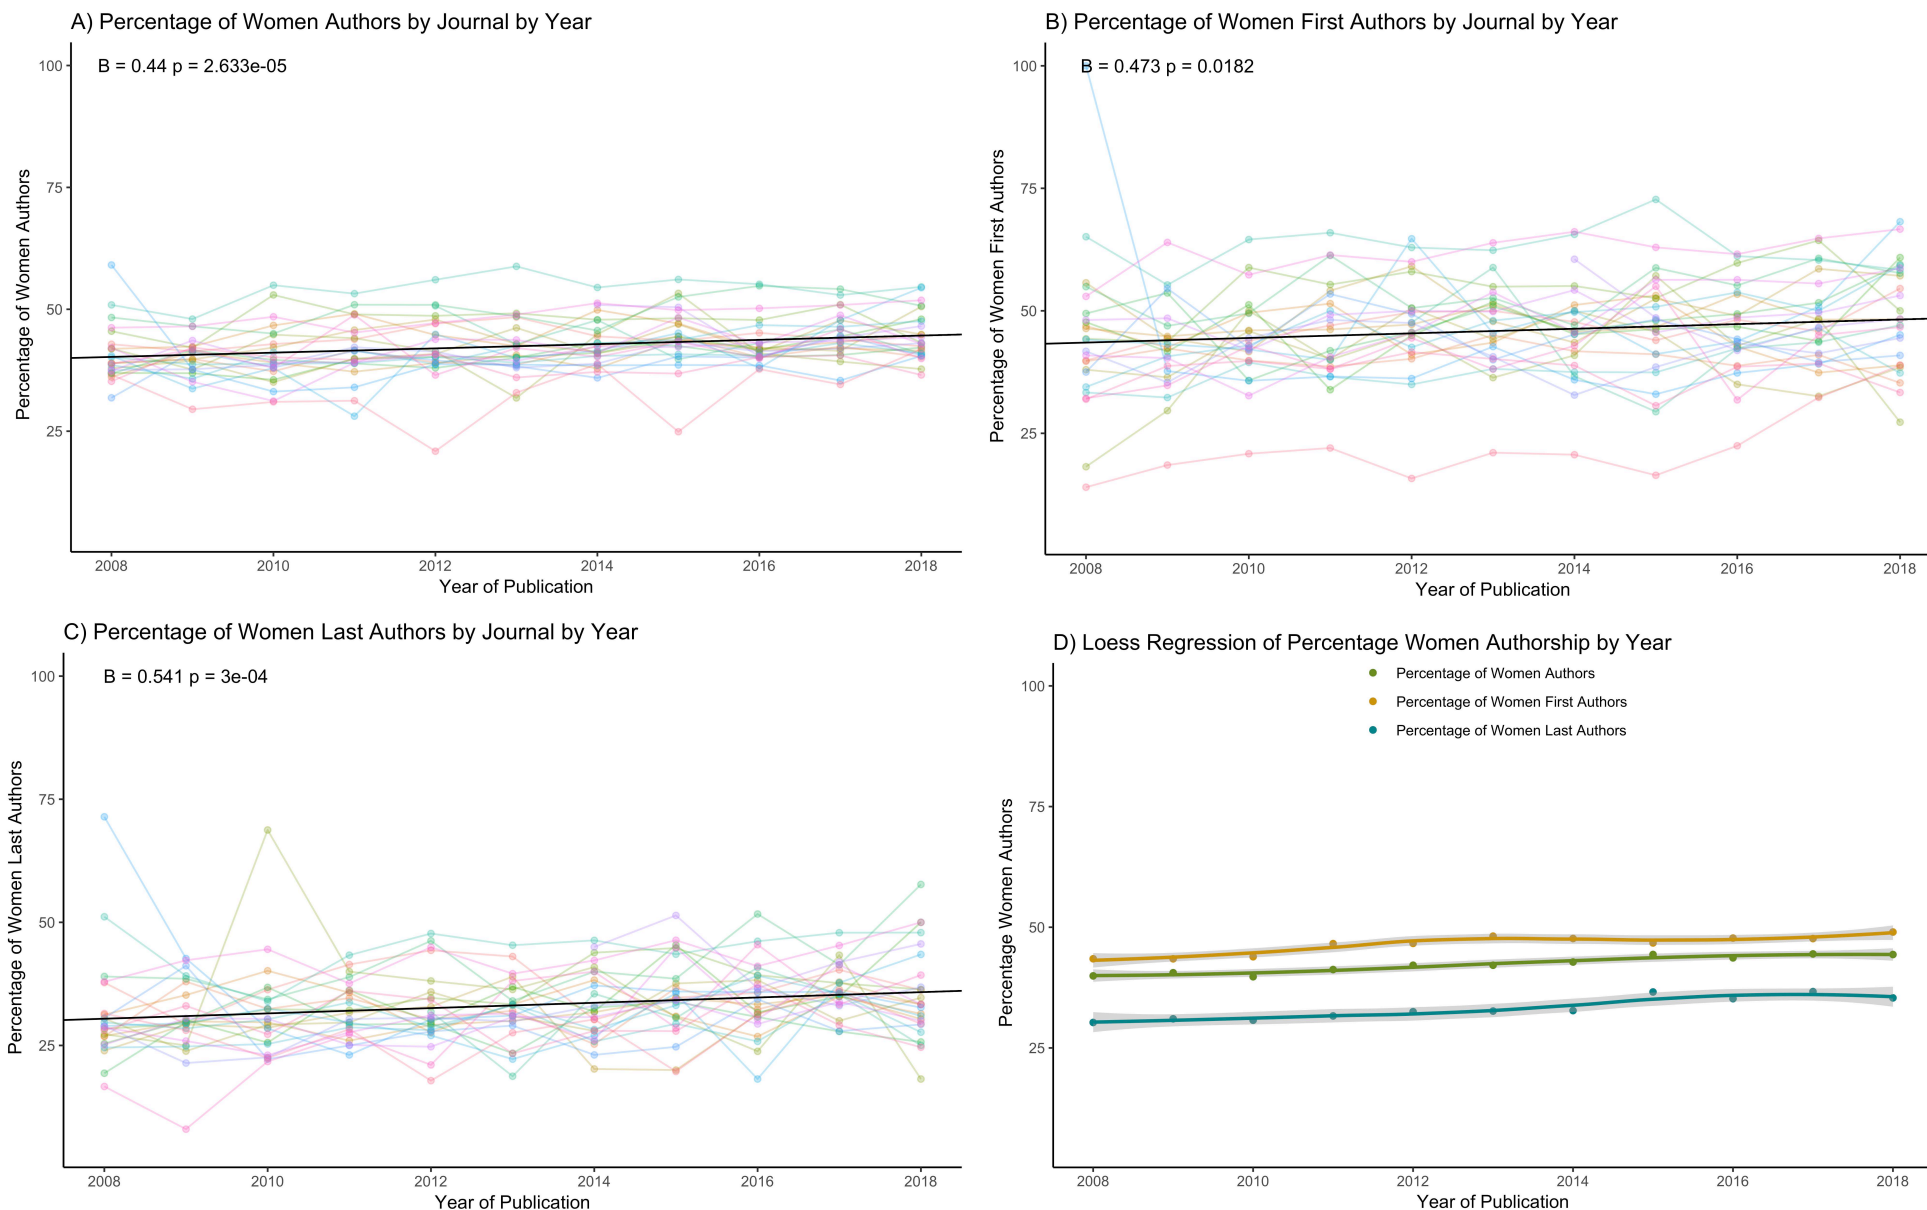 A) Percentage of Women Authors by Journal by Year
B = 0.44 p = 2.633e-05
100
75
50
25
Percentage of Women Authors
2008 2010 2012 2014 2016 2018
Year of Publication
B) Percentage of Women First Authors by Journal by Year
B = 0.473 p = 0.0182
100
75
50
25
Percentage of Women First Authors
2008 2010 2012 2014 2016 2018
Year of Publication
C) Percentage of Women Last Authors by Journal by Year
B = 0.541 p = 3e-04
100
75
50
25
Percentage of Women Last Authors
2008 2010 2012 2014 2016 2018
Year of Publication
D) Loess Regression of Percentage Women Authorship by Year
Percentage of Women Authors
Percentage of Women First Authors
Percentage of Women Last Authors
100
75
50
25
Percentage Women Authors
2008 2010 2012 2014 2016 2018
Year of Publication